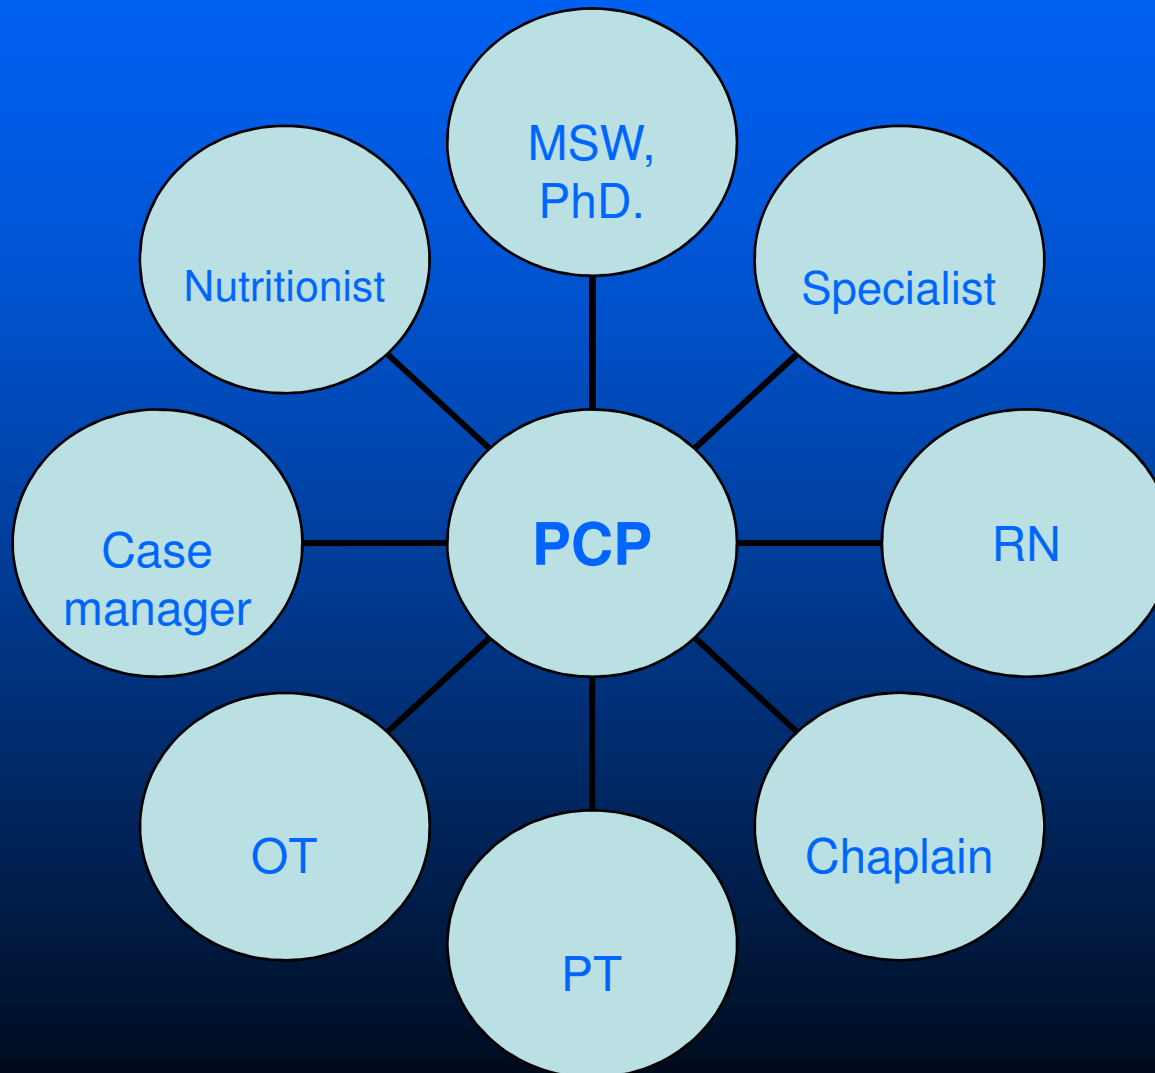 MSW,
PhD.
Nutritionist
Specialist
Case
manager
PCP
RN
OT
Chaplain
PT